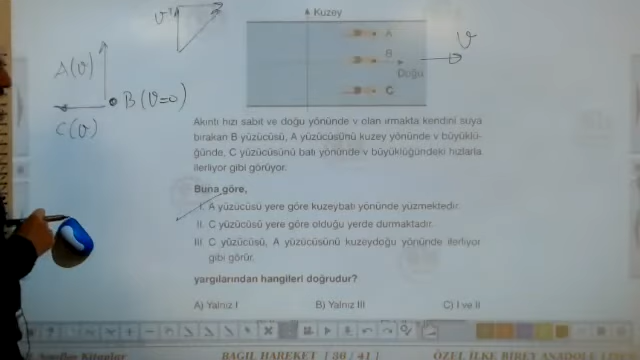 Kuzey
A
B
Doğu
C
v
A(v)
B(v=0)
C(v)
Akıntı hızı sabit ve doğu yönünde v olan ırmakta kendini suya
bırakan B yüzücüsü, A yüzücüsünü kuzey yönünde v büyüklü-
ğünde, C yüzücüsünü batı yönünde v büyüklüğündeki hızlarla
ilerliyor gibi görüyor.
Buna göre,
I. A yüzücüsü yere göre kuzeybatı yönünde yüzmektedir.
II. C yüzücüsü yere göre olduğu yerde durmaktadır.
III. C yüzücüsü, A yüzücüsünü kuzeydoğu yönünde ilerliyor
gibi görür.
yargılarından hangileri doğrudur?
A) Yalnız I
B) Yalnız III
C) I ve II
BAĞIL HAREKET [ 36 / 41 ]